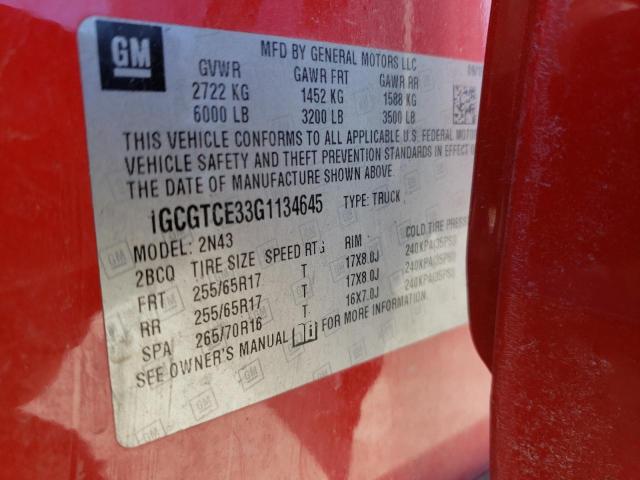 GM
MFD BY GENERAL MOTORS LLC
GVWR GAWR FRT GAWR RR
2722 KG 1452 KG 1588 KG
6000 LB 3200 LB 3500 LB
THIS VEHICLE CONFORMS TO ALL APPLICABLE U.S. FEDERAL MOTOR
VEHICLE SAFETY AND THEFT PREVENTION STANDARDS IN EFFECT
THE DATE OF MANUFACTURE SHOWN ABOVE.
1GCGTCE33G1134645 TYPE: TRUCK
MODEL: 2N43
2BCQ TIRE SIZE SPEED RTG RIM COLD TIRE
FRT 255/65R17 T 17X8.0J 240KPA(35PSI)
RR 255/65R17 T 17X8.0J 240KPA(35PSI)
SPA 265/70R16 T 16X7.0J 240KPA(35PSI)
SEE OWNER'S MANUAL FOR MORE INFORMATION.